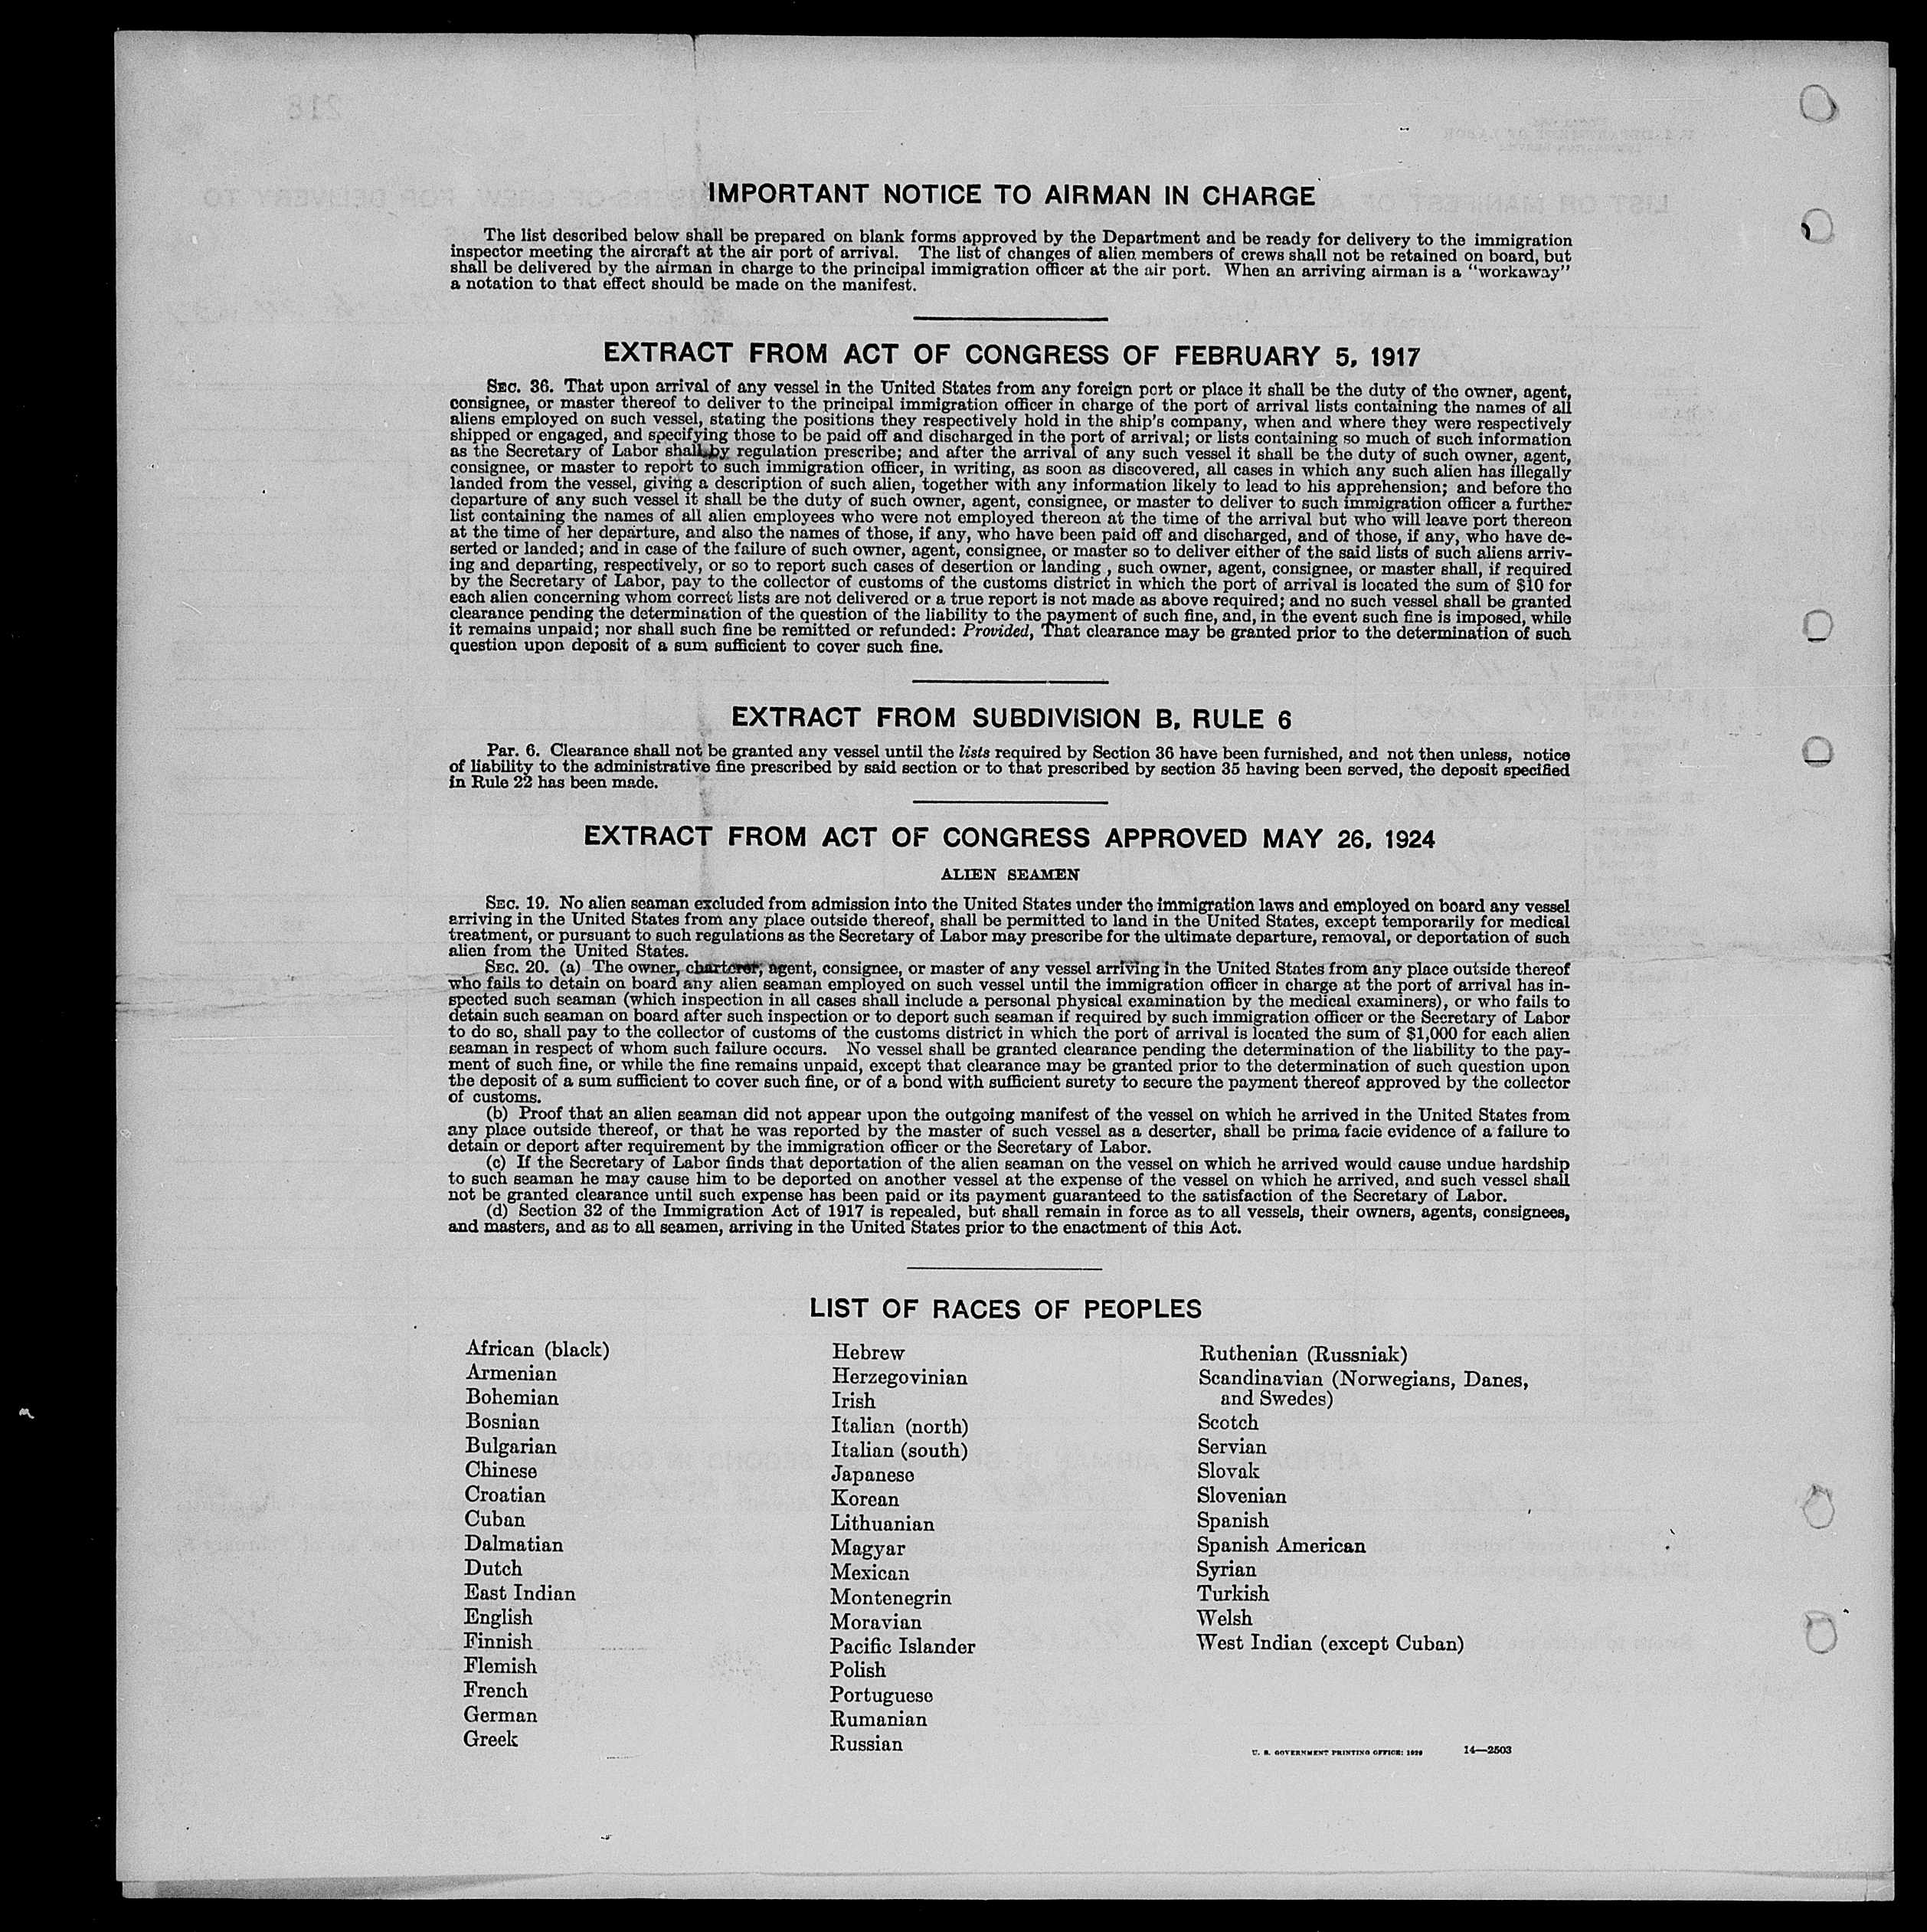 IMPORTANT NOTICE TO AIRMAN IN CHARGE
The list described below shall be prepared on blank forms approved by the Department and be ready for delivery to the immigration
inspector meeting the aircraft at the air port of arrival. The list of changes of alien members of crews shall not be retained on board, but
shall be delivered by the airman in charge to the principal immigration officer at the air port. When an arriving airman is a "workaway"
a notation to that effect should be made on the manifest.
EXTRACT FROM ACT OF CONGRESS OF FEBRUARY 5, 1917
SEC. 36. That upon arrival of any vessel in the United States from any foreign port or place it shall be the duty of the owner, agent,
consignee, or master thereof to deliver to the principal immigration officer in charge of the port of arrival lists containing the names of all
aliens employed on such vessel, stating the positions they respectively hold in the ship's company, when and where they were respectively
shipped or engaged, and specifying those to be paid off and discharged in the port of arrival; or lists containing so much of such information
as the Secretary of Labor shall by regulation prescribe; and after the arrival of any such vessel it shall be the duty of such owner, agent,
consignee, or master to report to such immigration officer, in writing, as soon as discovered, all cases in which any such alien has illegally
landed from the vessel, giving a description of such alien, together with any information likely to lead to his apprehension; and before the
departure of any such vessel it shall be the duty of such owner, agent, consignee, or master to deliver to such immigration officer a further
list containing the names of all alien employees who were not employed thereon at the time of the arrival but who will leave port thereon
at the time of her departure, and also the names of those, if any, who have been paid off and discharged, and of those, if any, who have de-
serted or landed; and in case of the failure of such owner, agent, consignee, or master so to deliver either of the said lists of such aliens arriv-
ing and departing, respectively, or so to report such cases of desertion or landing , such owner, agent, consignee, or master shall, if required
by the Secretary of Labor, pay to the collector of customs of the customs district in which the port of arrival is located the sum of $10 for
each alien concerning whom correct lists are not delivered or a true report is not made as above required; and no such vessel shall be granted
clearance pending the determination of the question of the liability to the payment of such fine, and, in the event such fine is imposed, while
it remains unpaid; nor shall such fine be remitted or refunded: Provided, That clearance may be granted prior to the determination of such
question upon deposit of a sum sufficient to cover such fine.
EXTRACT FROM SUBDIVISION B, RULE 6
Par. 6. Clearance shall not be granted any vessel until the lists required by Section 36 have been furnished, and not then unless, notice
of liability to the administrative fine prescribed by said section or to that prescribed by section 35 having been served, the deposit specified
in Rule 22 has been made.
EXTRACT FROM ACT OF CONGRESS APPROVED MAY 26, 1924
ALIEN SEAMEN
SEC. 19. No alien seaman excluded from admission into the United States under the immigration laws and employed on board any vessel
arriving in the United States from any place outside thereof, shall be permitted to land in the United States, except temporarily for medical
treatment, or pursuant to such regulations as the Secretary of Labor may prescribe for the ultimate departure, removal, or deportation of such
alien from the United States.
SEC. 20. (a) The owner, charterer, agent, consignee, or master of any vessel arriving in the United States from any place outside thereof
who fails to detain on board any alien seaman employed on such vessel until the immigration officer in charge at the port of arrival has in-
spected such seaman (which inspection in all cases shall include a personal physical examination by the medical examiners), or who fails to
detain such seaman on board after such inspection or to deport such seaman if required by such immigration officer or the Secretary of Labor
to do so, shall pay to the collector of customs of the customs district in which the port of arrival is located the sum of $1,000 for each alien
seaman in respect of whom such failure occurs. No vessel shall be granted clearance pending the determination of the liability to the pay-
ment of such fine, or while the fine remains unpaid, except that clearance may be granted prior to the determination of such question upon
the deposit of a sum sufficient to cover such fine, or of a bond with sufficient surety to secure the payment thereof approved by the collector
of customs.
(b) Proof that an alien seaman did not appear upon the outgoing manifest of the vessel on which he arrived in the United States from
any place outside thereof, or that he was reported by the master of such vessel as a deserter, shall be prima facie evidence of a failure to
detain or deport after requirement by the immigration officer or the Secretary of Labor.
(c) If the Secretary of Labor finds that deportation of the alien seaman on the vessel on which he arrived would cause undue hardship
to such seaman he may cause him to be deported on another vessel at the expense of the vessel on which he arrived, and such vessel shall
not be granted clearance until such expense has been paid or its payment guaranteed to the satisfaction of the Secretary of Labor.
(d) Section 32 of the Immigration Act of 1917 is repealed, but shall remain in force as to all vessels, their owners, agents, consignees,
and masters, and as to all seamen, arriving in the United States prior to the enactment of this Act.
LIST OF RACES OF PEOPLES
African (black)
Armenian
Bohemian
Bosnian
Bulgarian
Chinese
Croatian
Cuban
Dalmatian
Dutch
East Indian
English
Finnish
Flemish
French
German
Greek
Hebrew
Herzegovinian
Irish
Italian (north)
Italian (south)
Japanese
Korean
Lithuanian
Magyar
Mexican
Montenegrin
Moravian
Pacific Islander
Polish
Portuguese
Rumanian
Russian
Ruthenian (Russniak)
Scandinavian (Norwegians, Danes,
and Swedes)
Scotch
Servian
Slovak
Slovenian
Spanish
Spanish American
Syrian
Turkish
Welsh
West Indian (except Cuban)
U. S. GOVERNMENT PRINTING OFFICE: 1929 14—2503